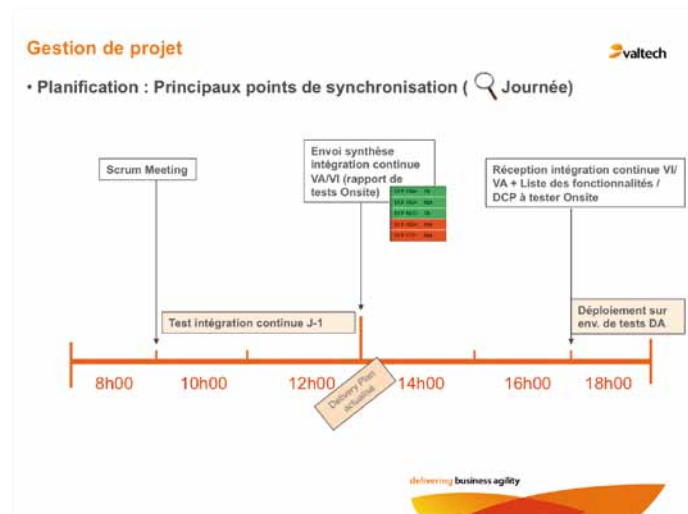 Gestion de projet
valtech
• Planification : Principaux points de synchronisation ( Journée)
Scrum Meeting
Envoi synthèse
intégration continue
VA/VI (rapport de
tests Onsite)
Réception intégration continue VI/
VA + Liste des fonctionnalités /
DCP à tester Onsite
Test intégration continue J-1
Déploiement sur
env. de tests DA
8h00 10h00 12h00 14h00 16h00 18h00
Delivery Plan
actualisé
delivering business agility